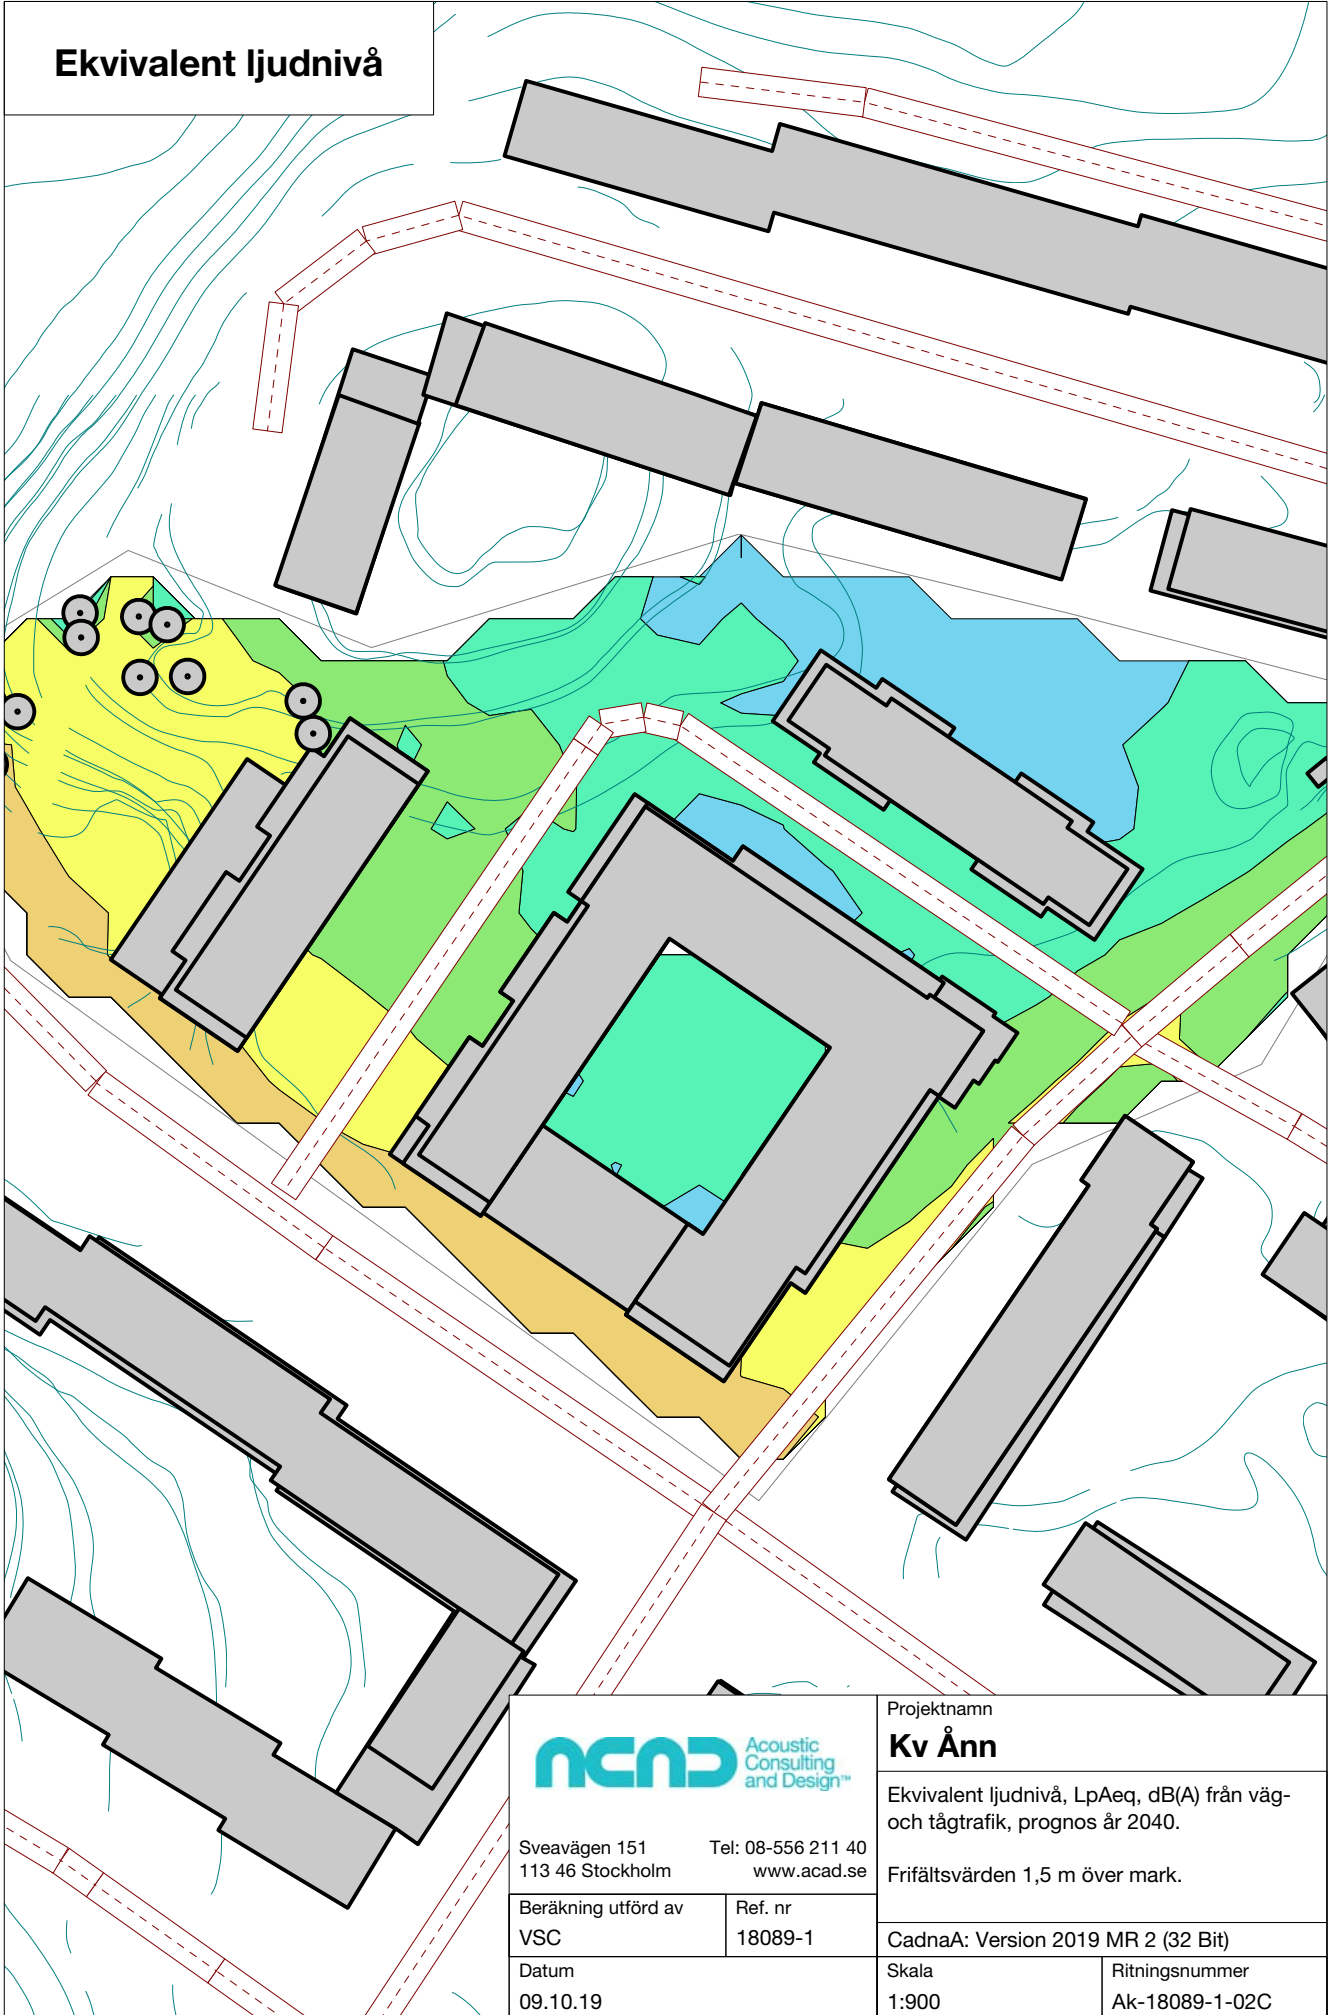 Ekvivalent ljudnivå
ACAD
Acoustic
Consulting
and Design™
Sveavägen 151
113 46 Stockholm
Tel: 08-556 211 40
www.acad.se
Beräkning utförd av
VSC
Ref. nr
18089-1
Datum
09.10.19
Projektnamn
Kv Ånn
Ekvivalent ljudnivå, LpAeq, dB(A) från väg-
och tågtrafik, prognos år 2040.
Frifältsvärden 1,5 m över mark.
CadnaA: Version 2019 MR 2 (32 Bit)
Skala
1:900
Ritningsnummer
Ak-18089-1-02C